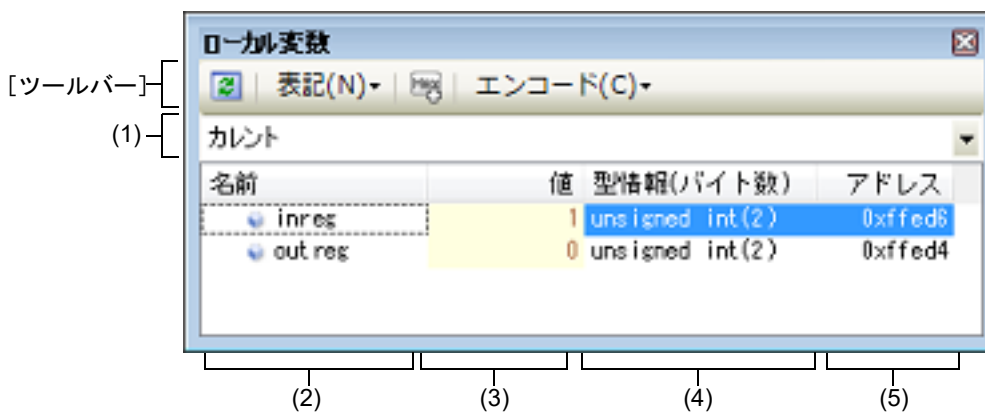 ローカル変数
[ツールバー]
表記(N) Hex エンコード(C)
(1)
カレント
名前 値 型情報(バイト数) アドレス
inreg 1 unsigned int(2) 0xffed6
outreg 0 unsigned int(2) 0xffed4
(2) (3) (4) (5)